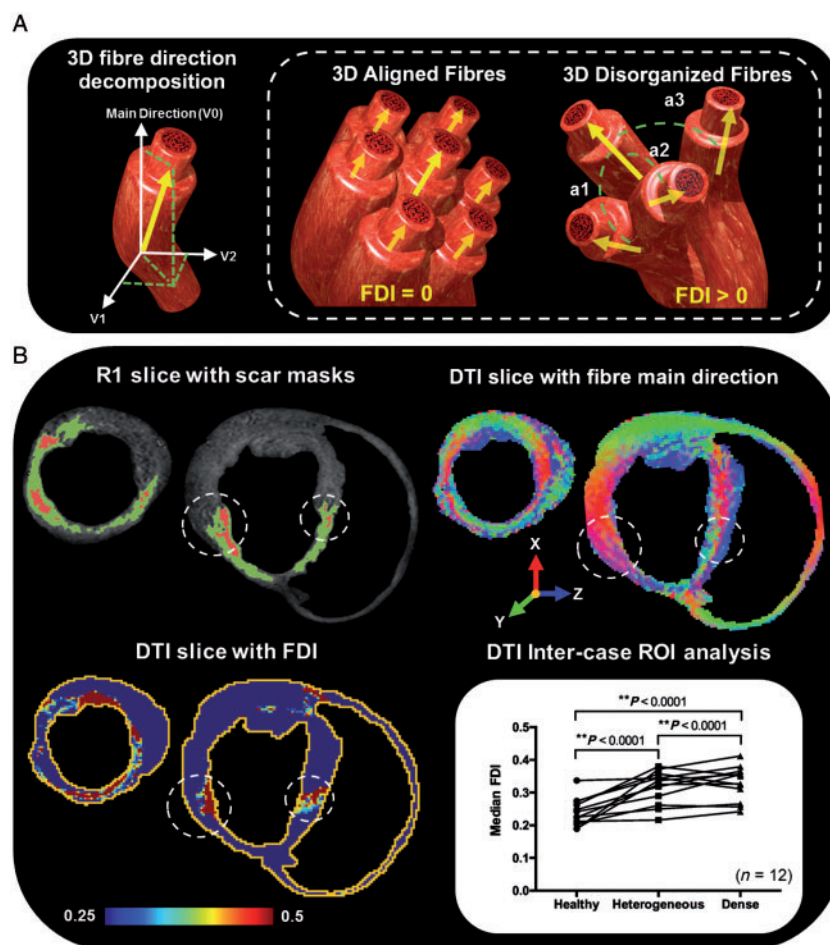 A
3D fibre direction
decomposition
Main Direction (V0)
V2
V1
3D Aligned Fibres
FDI = 0
3D Disorganized Fibres
a3
a2
a1
FDI > 0
B
R1 slice with scar masks
DTI slice with fibre main direction
X
Z
Y
DTI slice with FDI
0.25
0.5
DTI Inter-case ROI analysis
**P < 0.0001
**P < 0.0001
**P < 0.0001
Median FDI
0.5
0.4
0.3
0.2
0.1
0.0
Healthy
Heterogeneous
Dense
(n = 12)